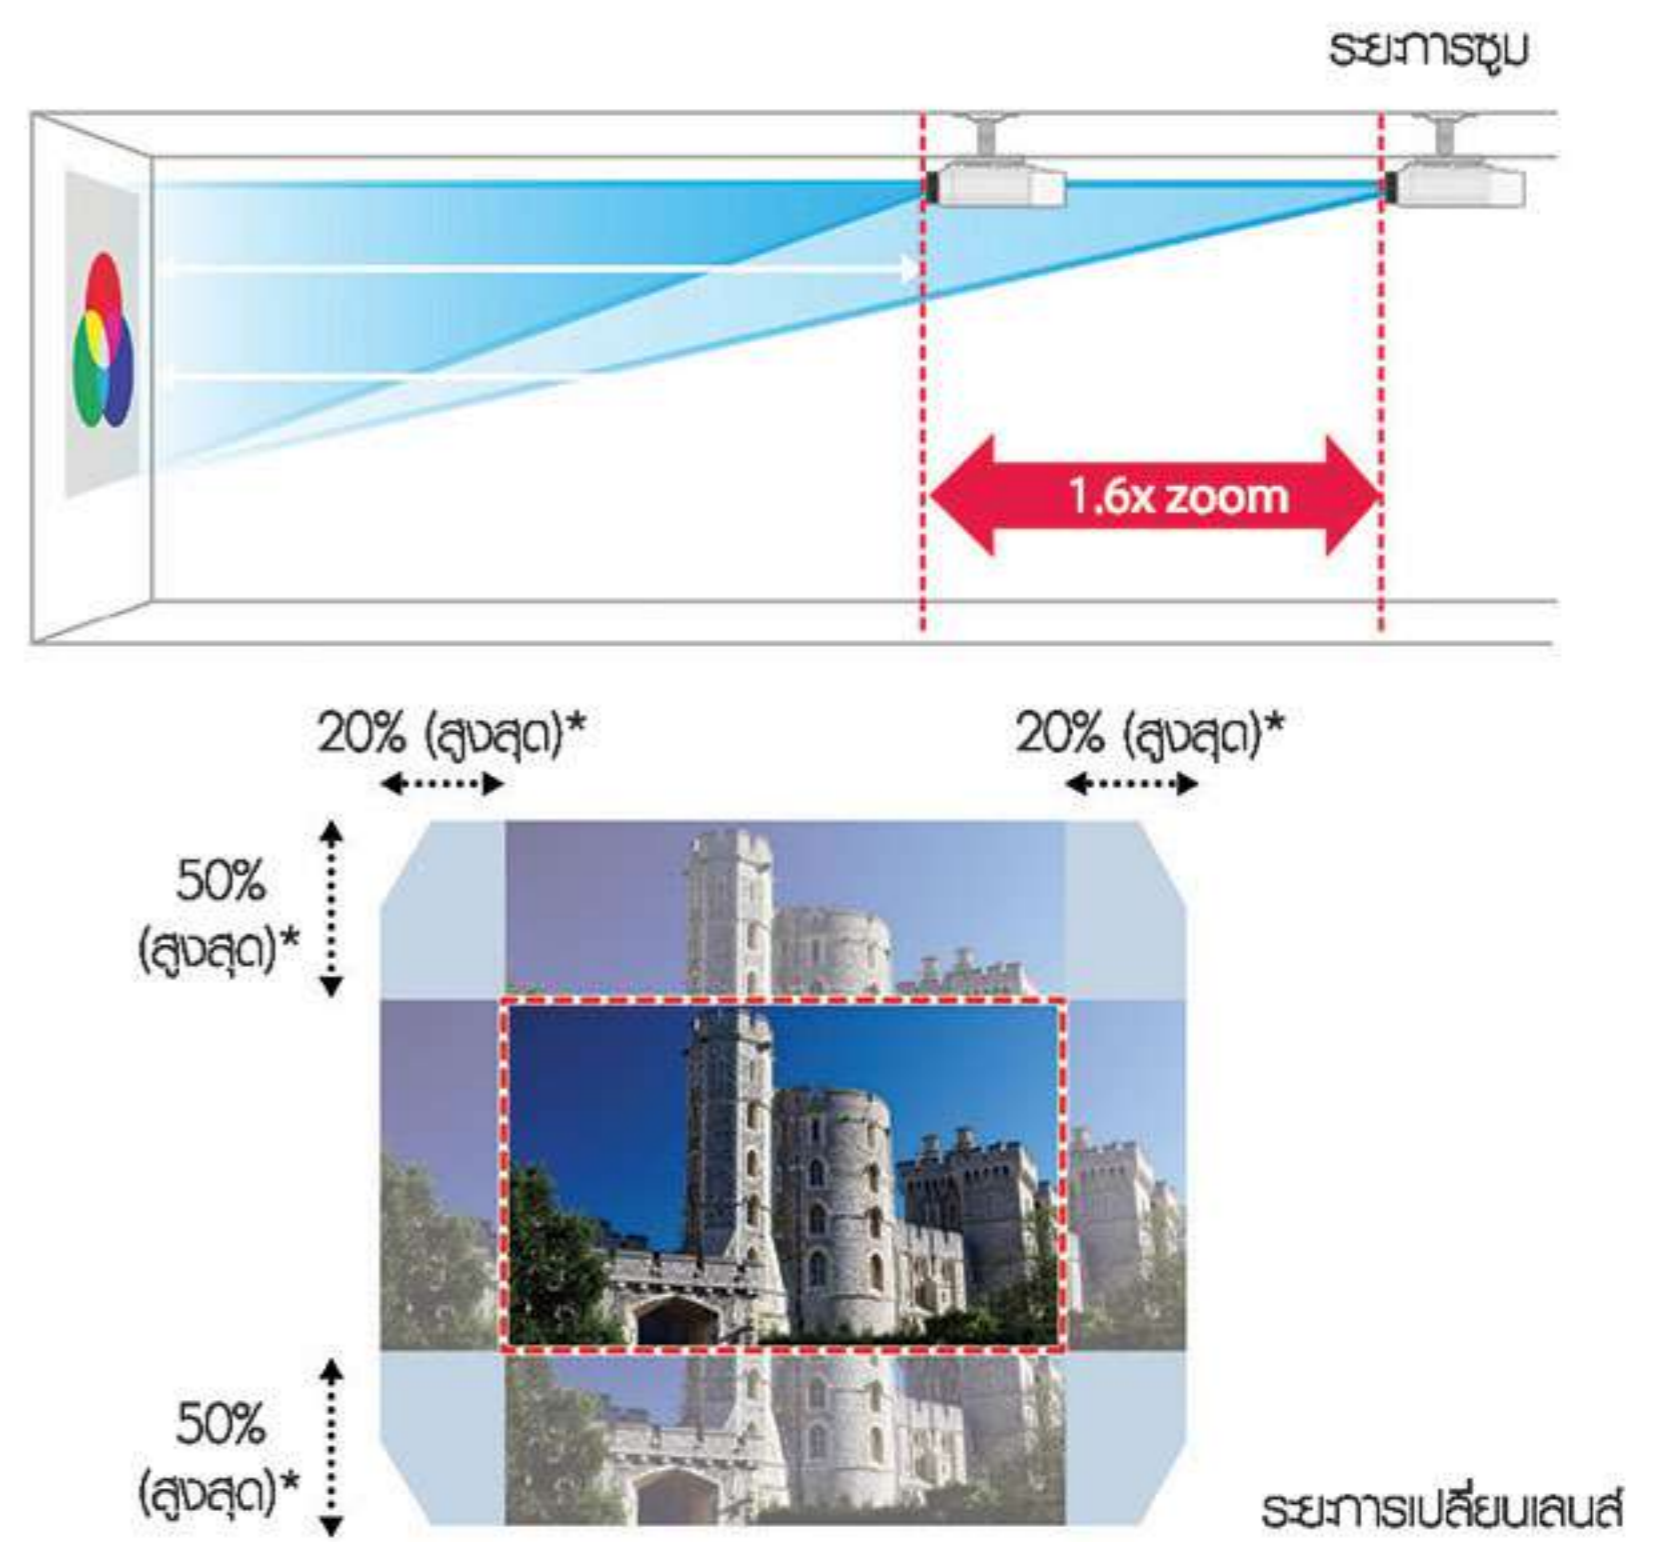 ระยะการซูม
1.6x zoom
20% (สูงสุด)* 20% (สูงสุด)*
50%
(สูงสุด)*
50%
(สูงสุด)*
ระยะการเปลี่ยนเลนส์